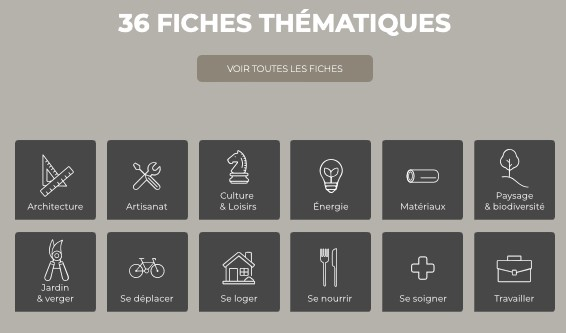 36 FICHES THÉMATIQUES
VOIR TOUTES LES FICHES
Architecture
Artisanat
Culture
& Loisirs
Énergie
Matériaux
Paysage
& biodiversité
Jardin
& verger
Se déplacer
Se loger
Se nourrir
Se soigner
Travailler